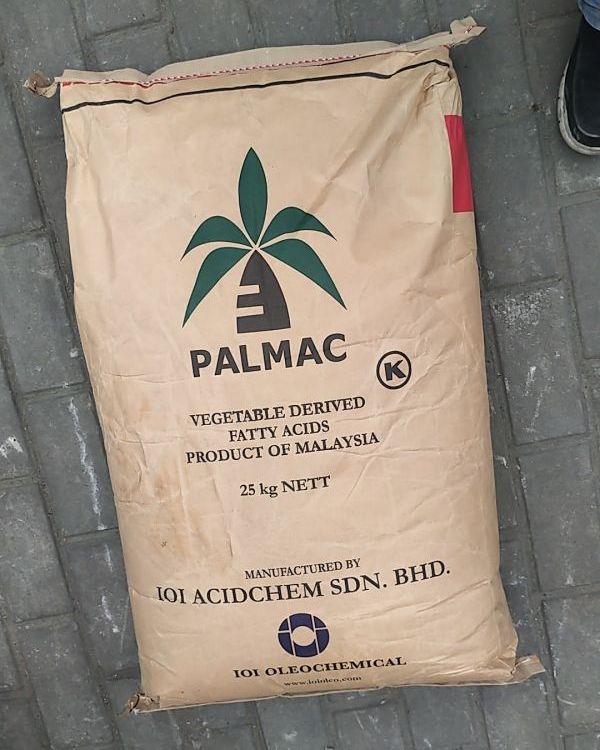 PALMAC
K
VEGETABLE DERIVED
FATTY ACIDS
PRODUCT OF MALAYSIA
25 kg NETT
MANUFACTURED BY
IOI ACIDCHEM SDN. BHD.
IOI OLEOCHEMICAL
www.ioioleo.com